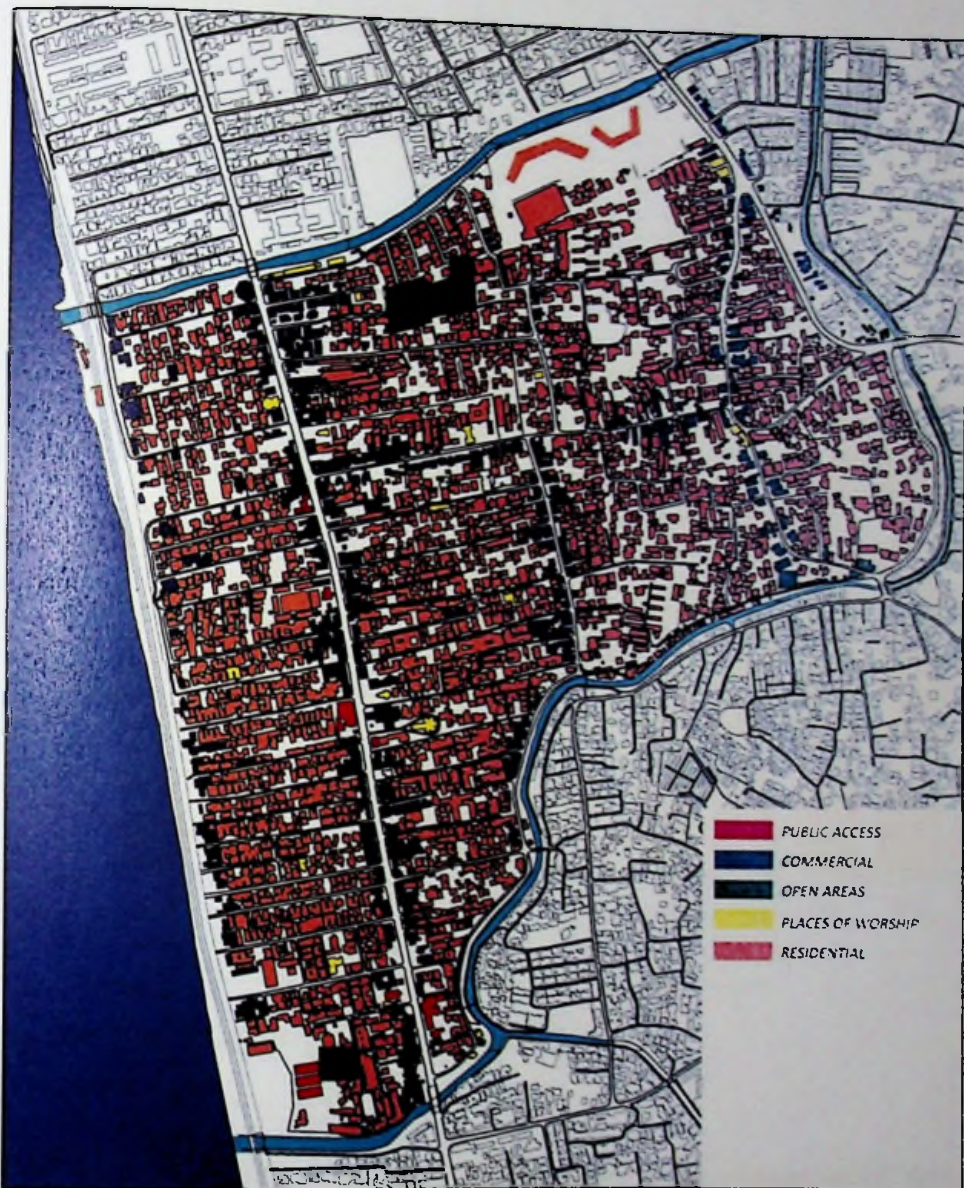 PUBLIC ACCESS
COMMERCIAL
OPEN AREAS
PLACES OF WORSHIP
RESIDENTIAL